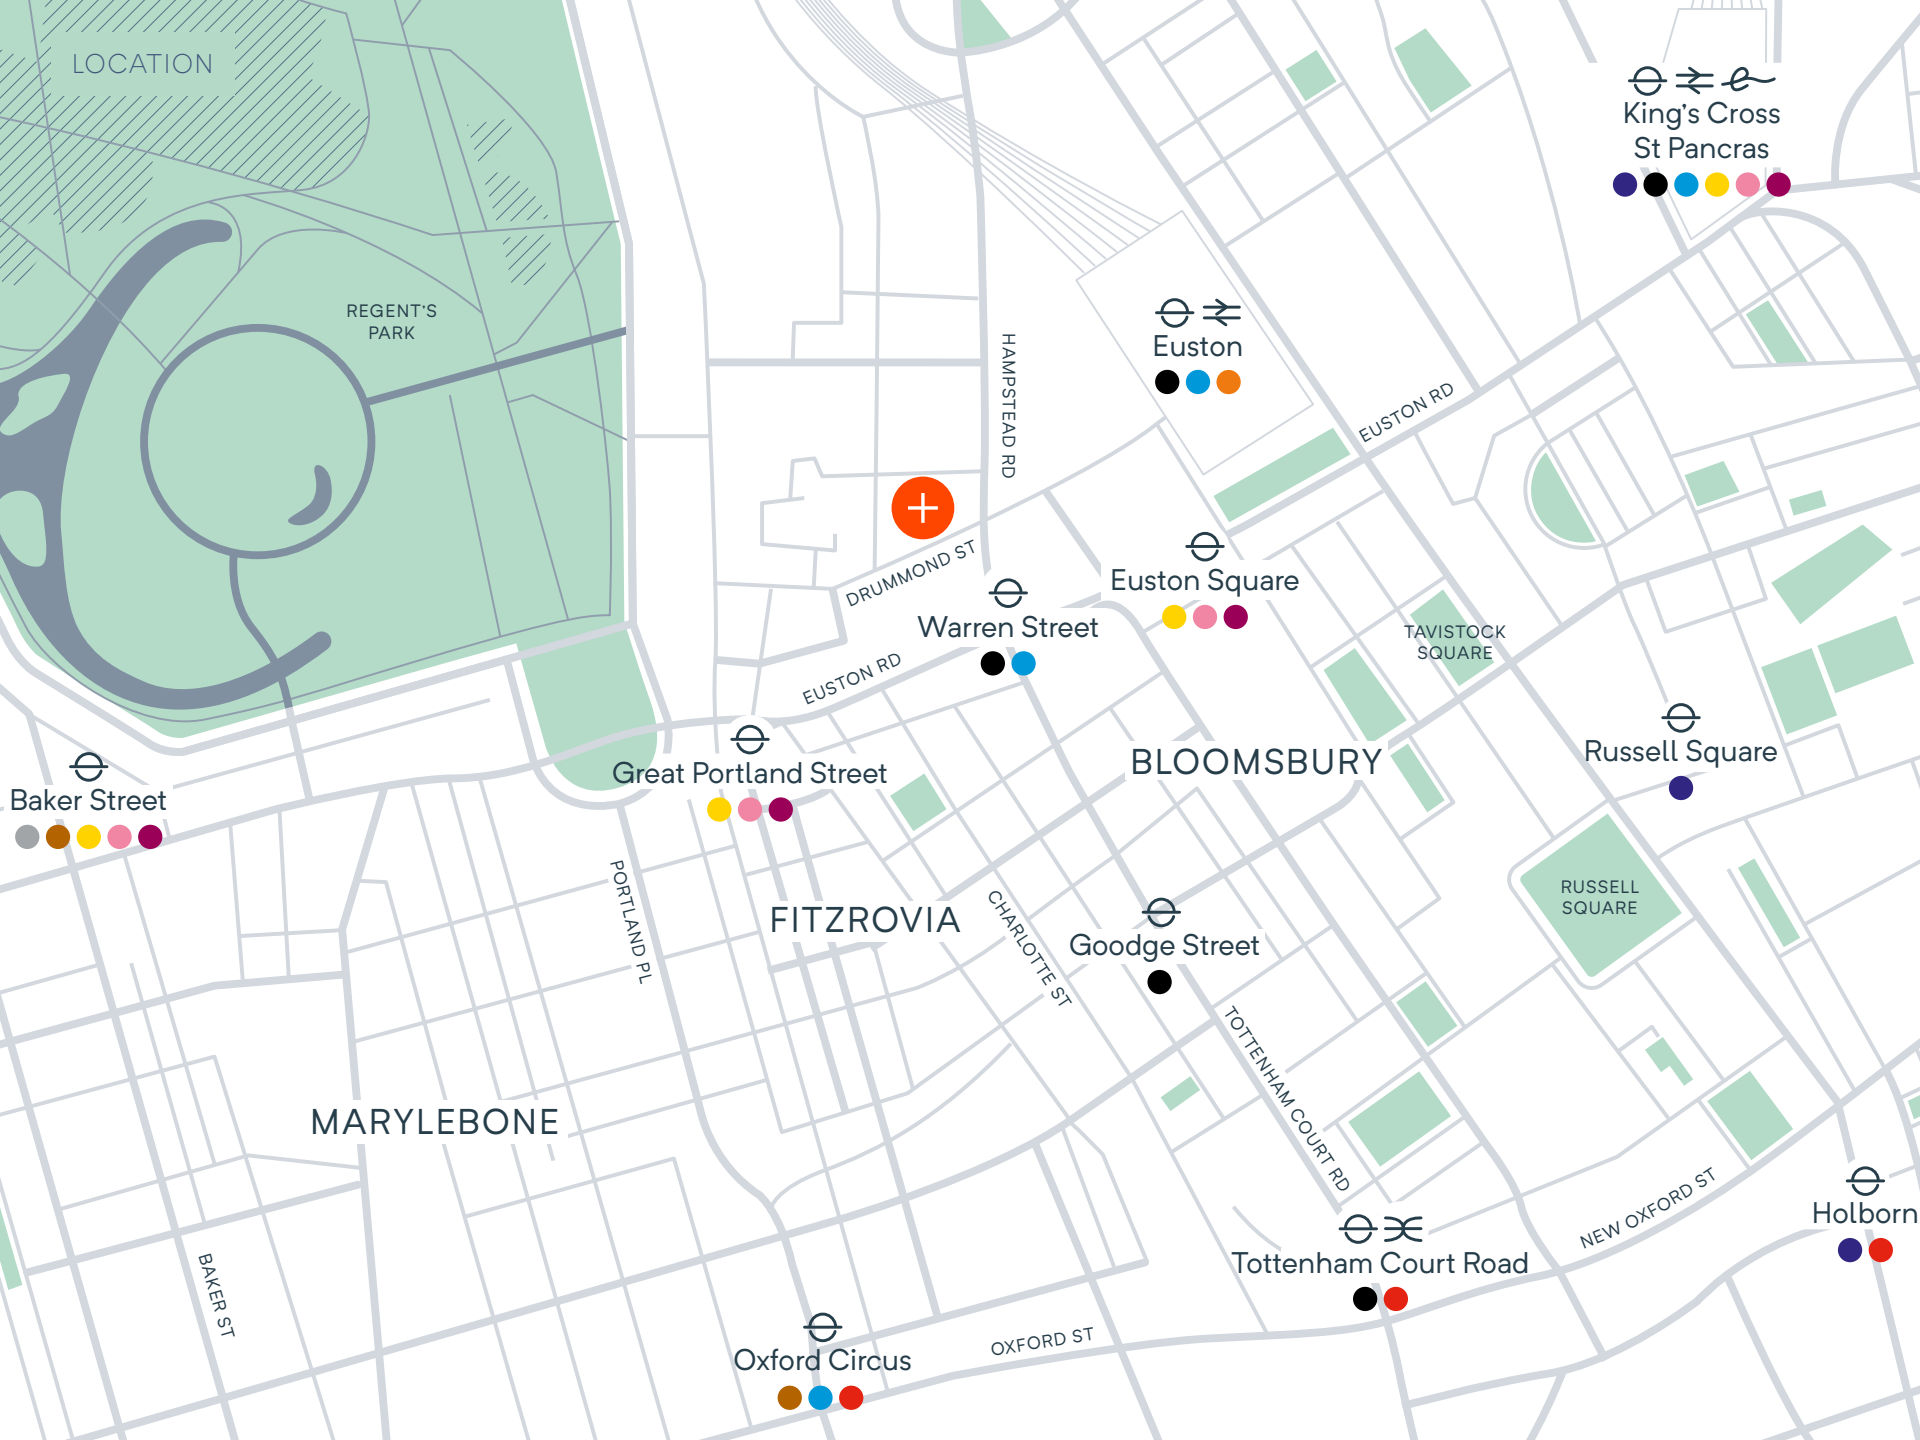 LOCATION
King's Cross
St Pancras
REGENT'S
PARK
HAMPSTEAD RD
Euston
EUSTON RD
DRUMMOND ST
Euston Square
Warren Street
TAVISTOCK
SQUARE
EUSTON RD
Russell Square
BLOOMSBURY
Great Portland Street
Baker Street
PORTLAND PL
FITZROVIA
CHARLOTTE ST
RUSSELL
SQUARE
Goodge Street
TOTTENHAM COURT RD
MARYLEBONE
NEW OXFORD ST
Holborn
Tottenham Court Road
BAKER ST
OXFORD ST
Oxford Circus